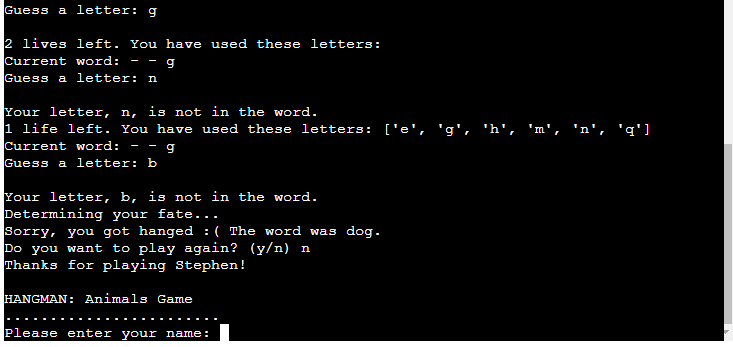 Guess a letter: g
2 lives left. You have used these letters:
Current word: - - g
Guess a letter: n
Your letter, n, is not in the word.
1 life left. You have used these letters: ['e', 'g', 'h', 'm', 'n', 'q']
Current word: - - g
Guess a letter: b
Your letter, b, is not in the word.
Determining your fate...
Sorry, you got hanged :( The word was dog.
Do you want to play again? (y/n) n
Thanks for playing Stephen!
HANGMAN: Animals Game
........................
Please enter your name: